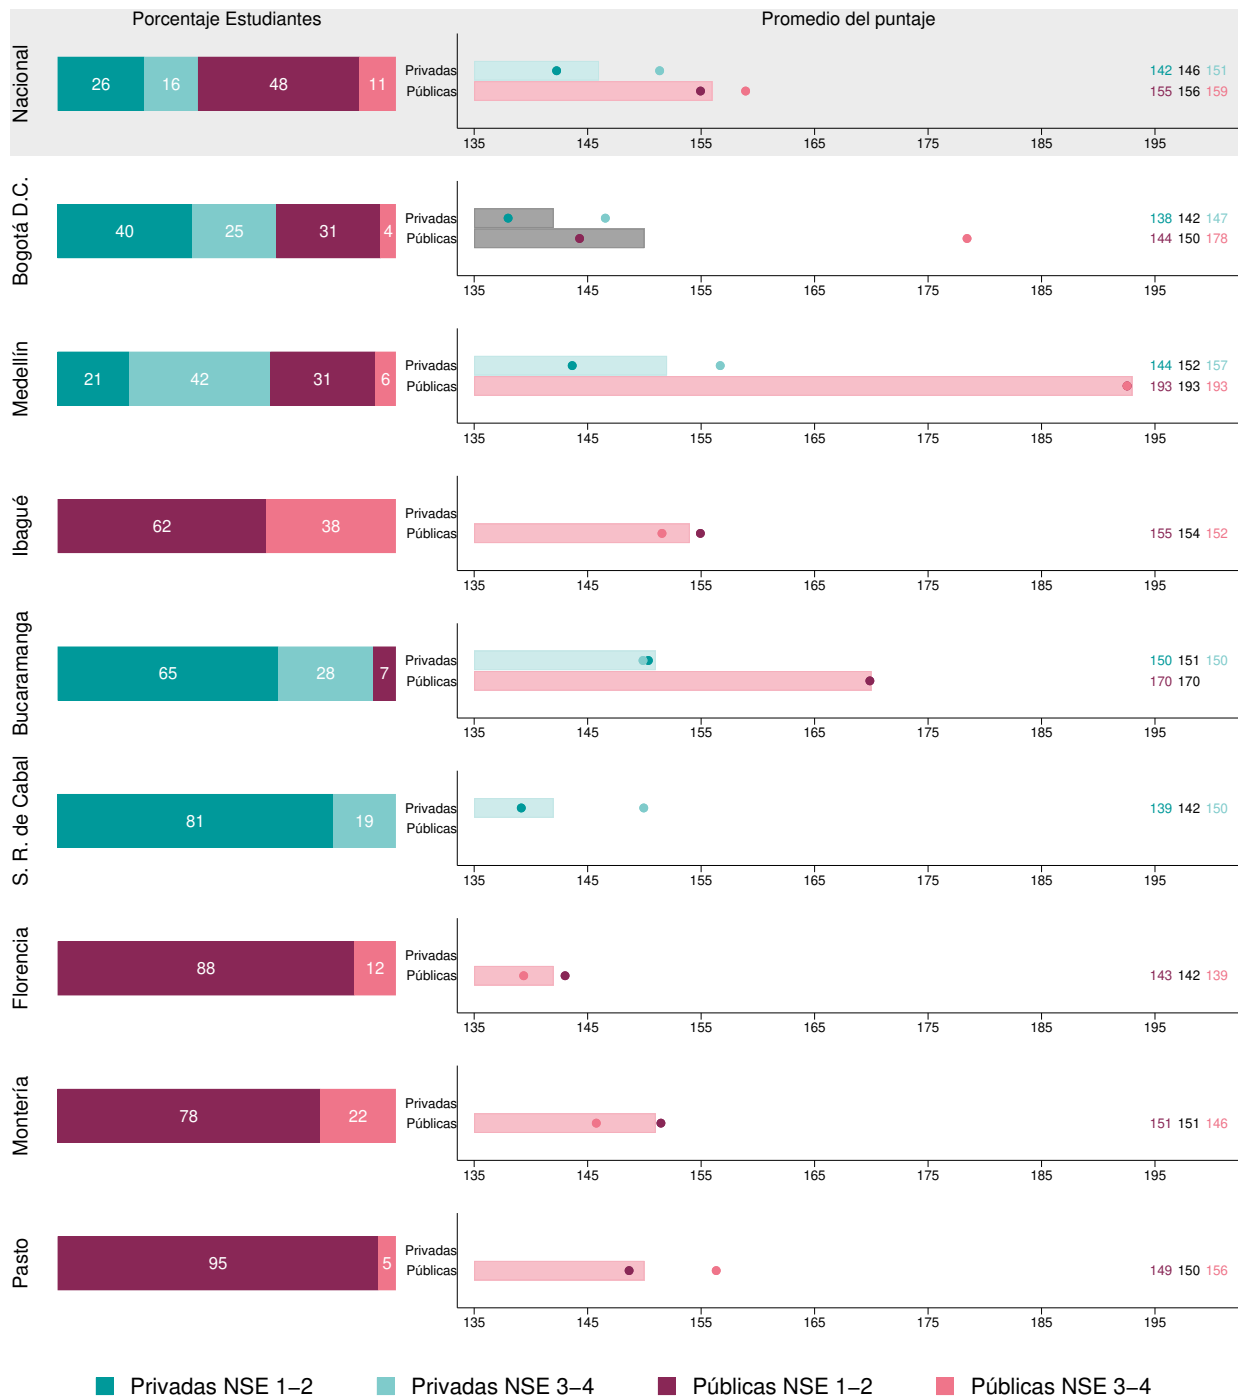 Porcentaje Estudiantes Promedio del puntaje
Nacional
26 16 48 11
Privadas 142 146 151
Públicas 155 156 159
135 145 155 165 175 185 195
Bogotá D.C.
40 25 31 4
Privadas 138 142 147
Públicas 144 150 178
135 145 155 165 175 185 195
Medellín
21 42 31 6
Privadas 144 152 157
Públicas 193 193 193
135 145 155 165 175 185 195
Ibagué
62 38
Privadas
Públicas 155 154 152
135 145 155 165 175 185 195
Bucaramanga
65 28 7
Privadas 150 151 150
Públicas 170 170
135 145 155 165 175 185 195
S. R. de Cabal
81 19
Privadas 139 142 150
Públicas
135 145 155 165 175 185 195
Florencia
88 12
Privadas
Públicas 143 142 139
135 145 155 165 175 185 195
Montería
78 22
Privadas
Públicas 151 151 146
135 145 155 165 175 185 195
Pasto
95 5
Privadas
Públicas 149 150 156
135 145 155 165 175 185 195
Privadas NSE 1−2 Privadas NSE 3−4 Públicas NSE 1−2 Públicas NSE 3−4